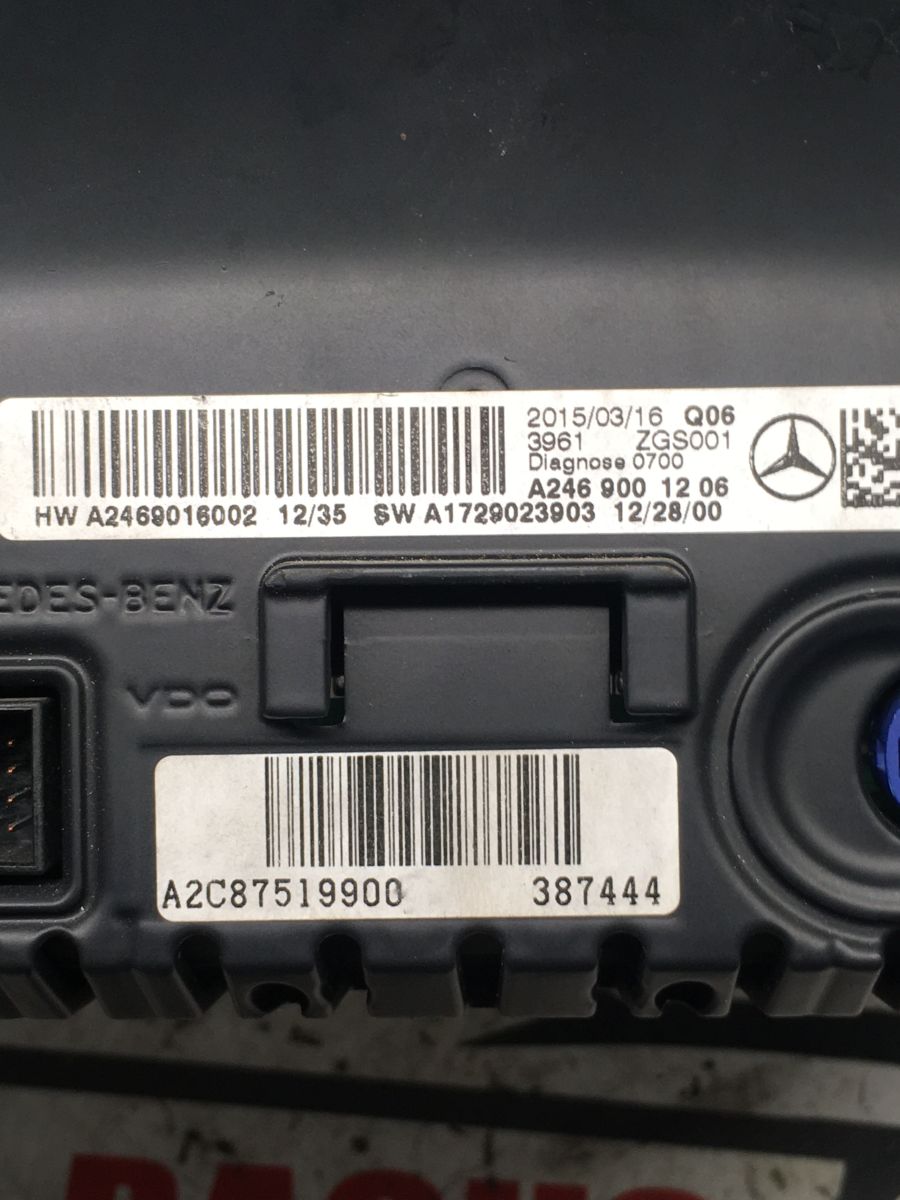 2015/03/16 Q06
3961 ZGS001
Diagnose 0700
A246 900 12 06
HW A2469016002 12/35 SW A1729023903 12/28/00
EDES-BENZ
VDO
A2C87519900 387444